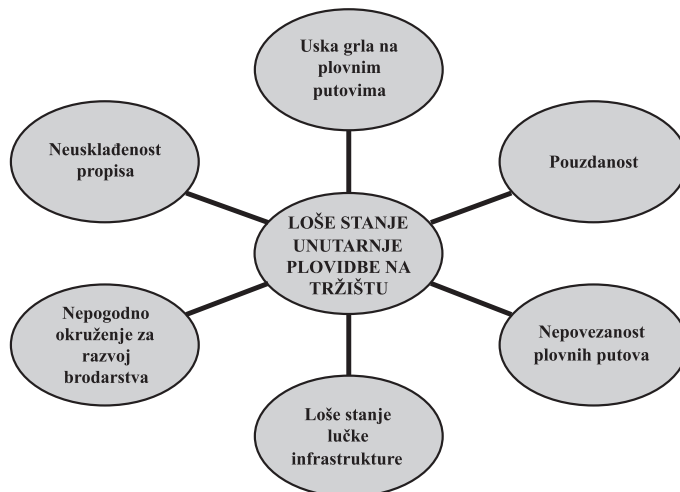 Uska grla na
plovnim
putovima
Neusklađenost
propisa
Pouzdanost
LOŠE STANJE
UNUTARNJE
PLOVIDBE NA
TRŽIŠTU
Nepogodno
okruženje za
razvoj
brodarstva
Nepovezanost
plovnih putova
Loše stanje
lučke
infrastrukture